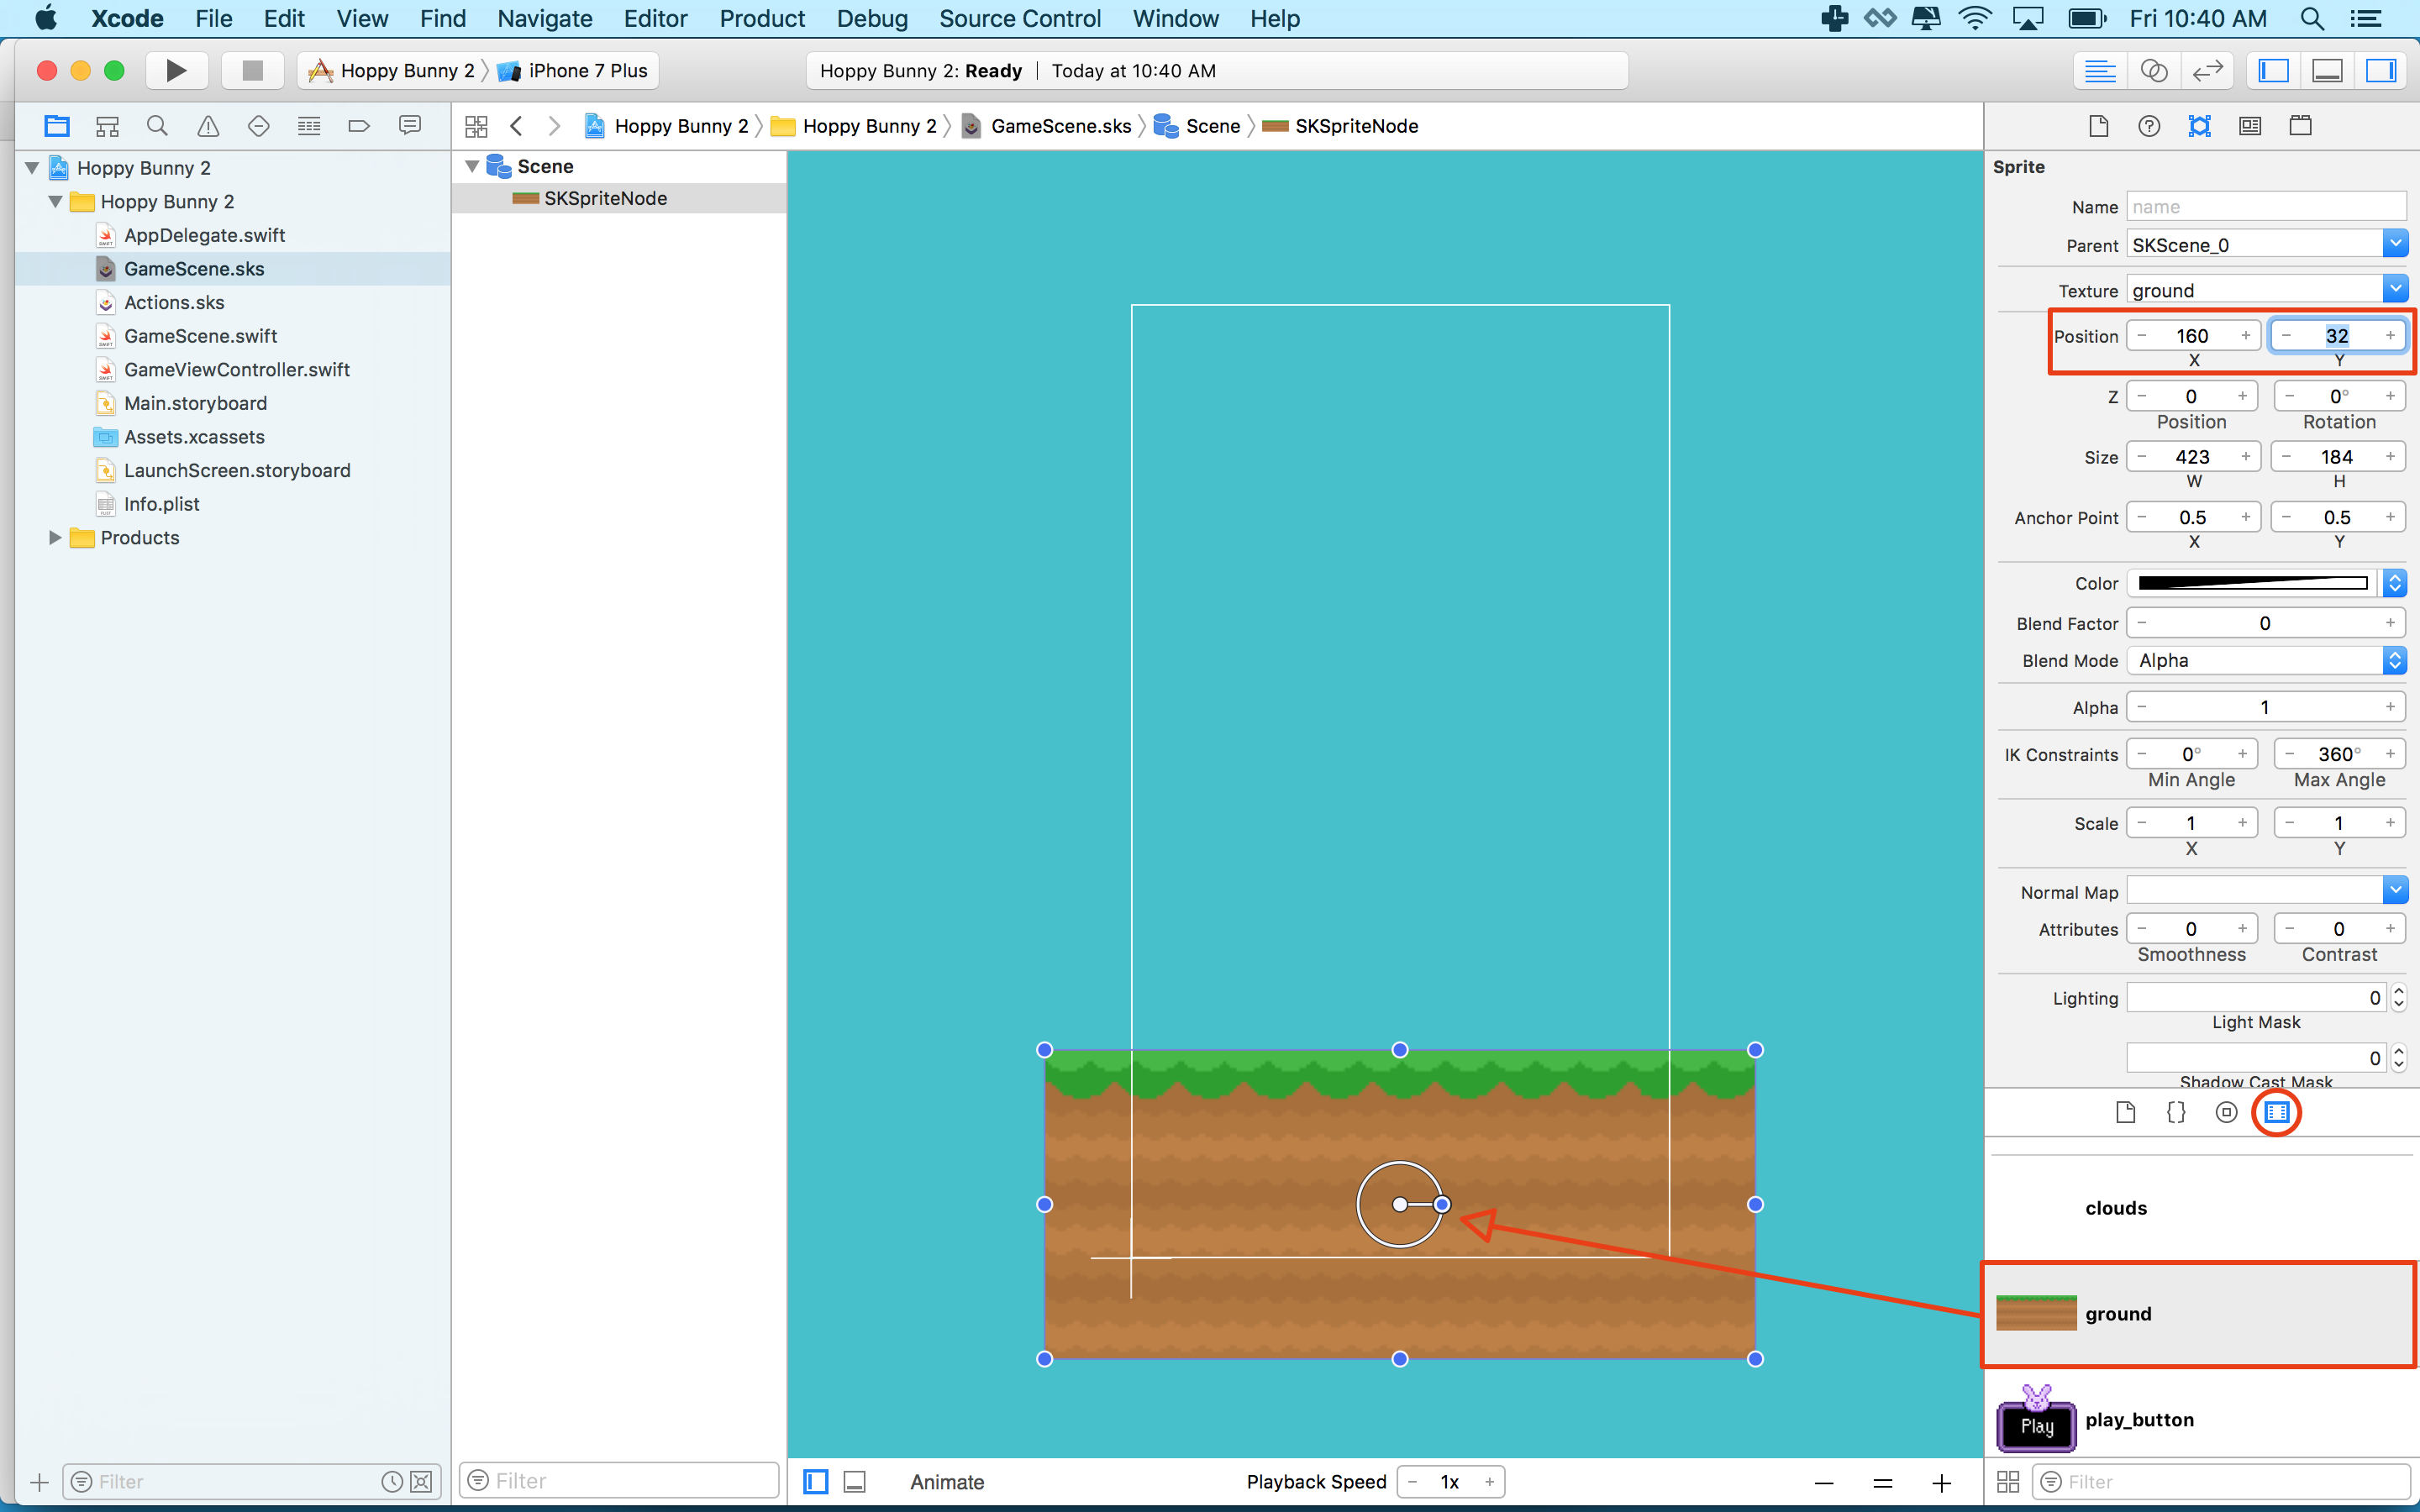 Xcode File Edit View Find Navigate Editor Product Debug Source Control Window Help Fri 10:40 AM
Hoppy Bunny 2 iPhone 7 Plus Hoppy Bunny 2: Ready | Today at 10:40 AM
Hoppy Bunny 2 Hoppy Bunny 2 GameScene.sks Scene SKSpriteNode
Hoppy Bunny 2
Hoppy Bunny 2
AppDelegate.swift
GameScene.sks
Actions.sks
GameScene.swift
GameViewController.swift
Main.storyboard
Assets.xcassets
LaunchScreen.storyboard
Info.plist
Products
Filter
Scene
SKSpriteNode
Filter
Animate
Playback Speed − 1x +
Sprite
Name name
Parent SKScene_0
Texture ground
Position − 160 + − 32 +
X Y
Z − 0 + − 0° +
Position Rotation
Size − 423 + − 184 +
W H
Anchor Point − 0.5 + − 0.5 +
X Y
Color
Blend Factor − 0 +
Blend Mode Alpha
Alpha − 1 +
IK Constraints − 0° + − 360° +
Min Angle Max Angle
Scale − 1 + − 1 +
X Y
Normal Map
Attributes − 0 + − 0 +
Smoothness Contrast
Lighting 0
Light Mask
0
Shadow Cast Mask
{}
clouds
ground
Play play_button
Filter